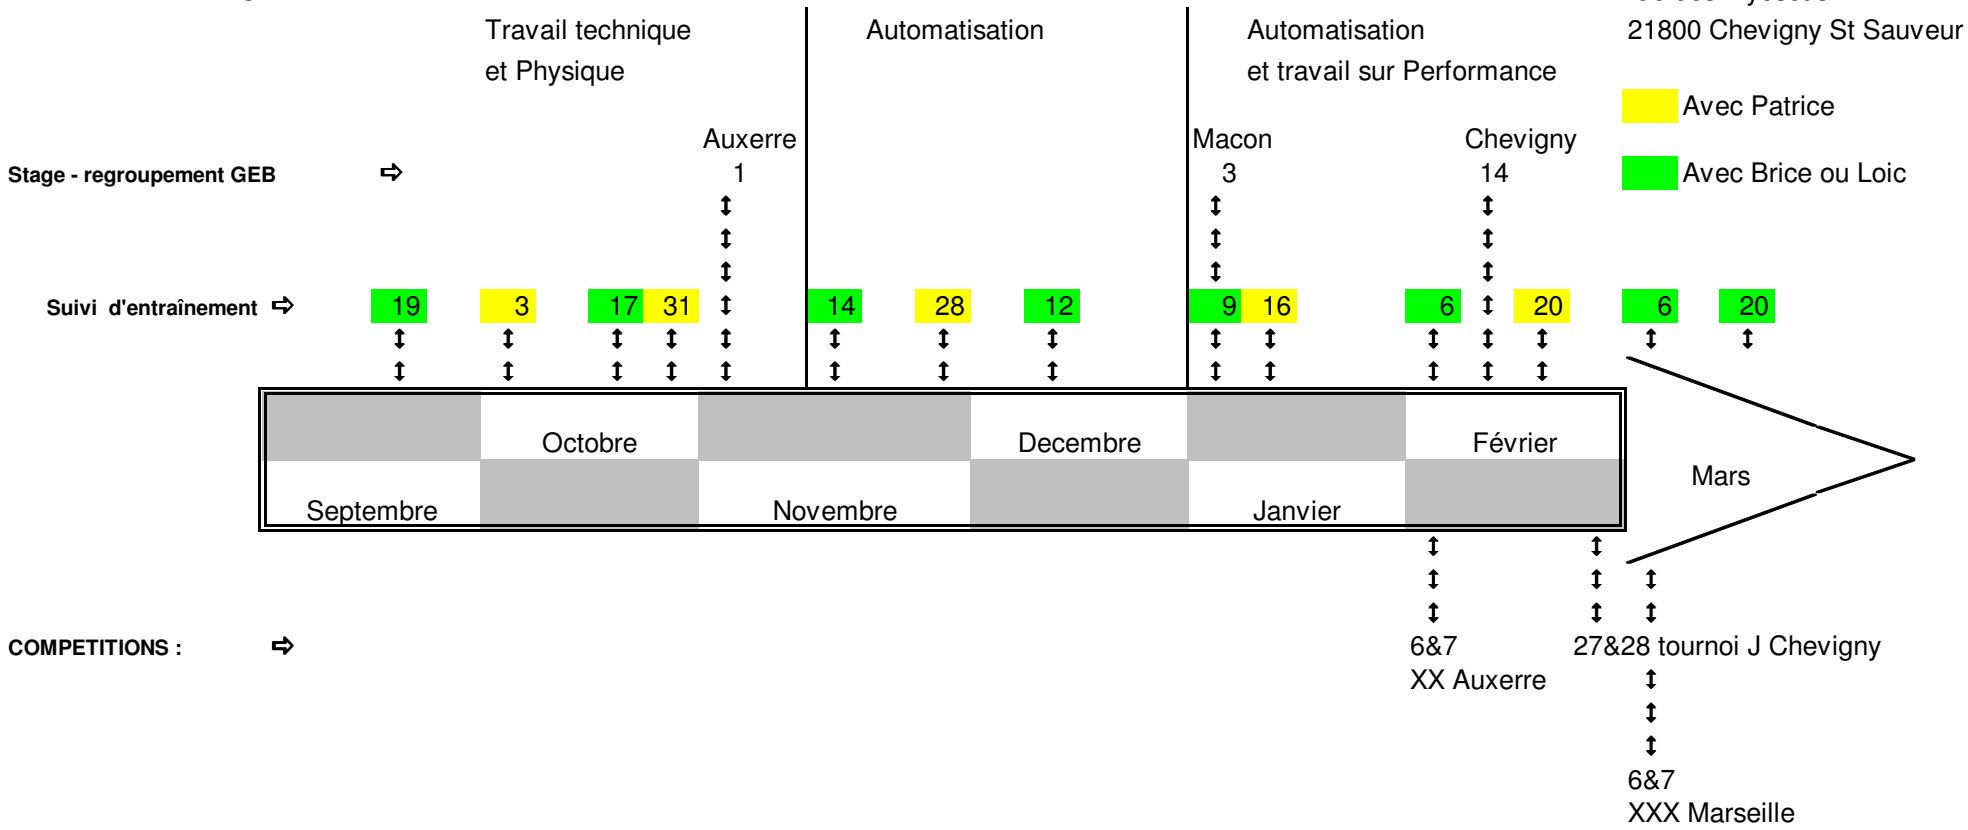 Travail technique
et Physique
Automatisation
Automatisation
et travail sur Performance
21800 Chevigny St Sauveur
Avec Patrice
Avec Brice ou Loic
Auxerre
Macon
Chevigny
Stage - regroupement GEB
1
3
14
Suivi d'entraînement
19
3
17
31
14
28
12
9
16
6
20
6
20
Octobre
Decembre
Février
Mars
Septembre
Novembre
Janvier
COMPETITIONS :
6&7
27&28 tournoi J Chevigny
XX Auxerre
6&7
XXX Marseille